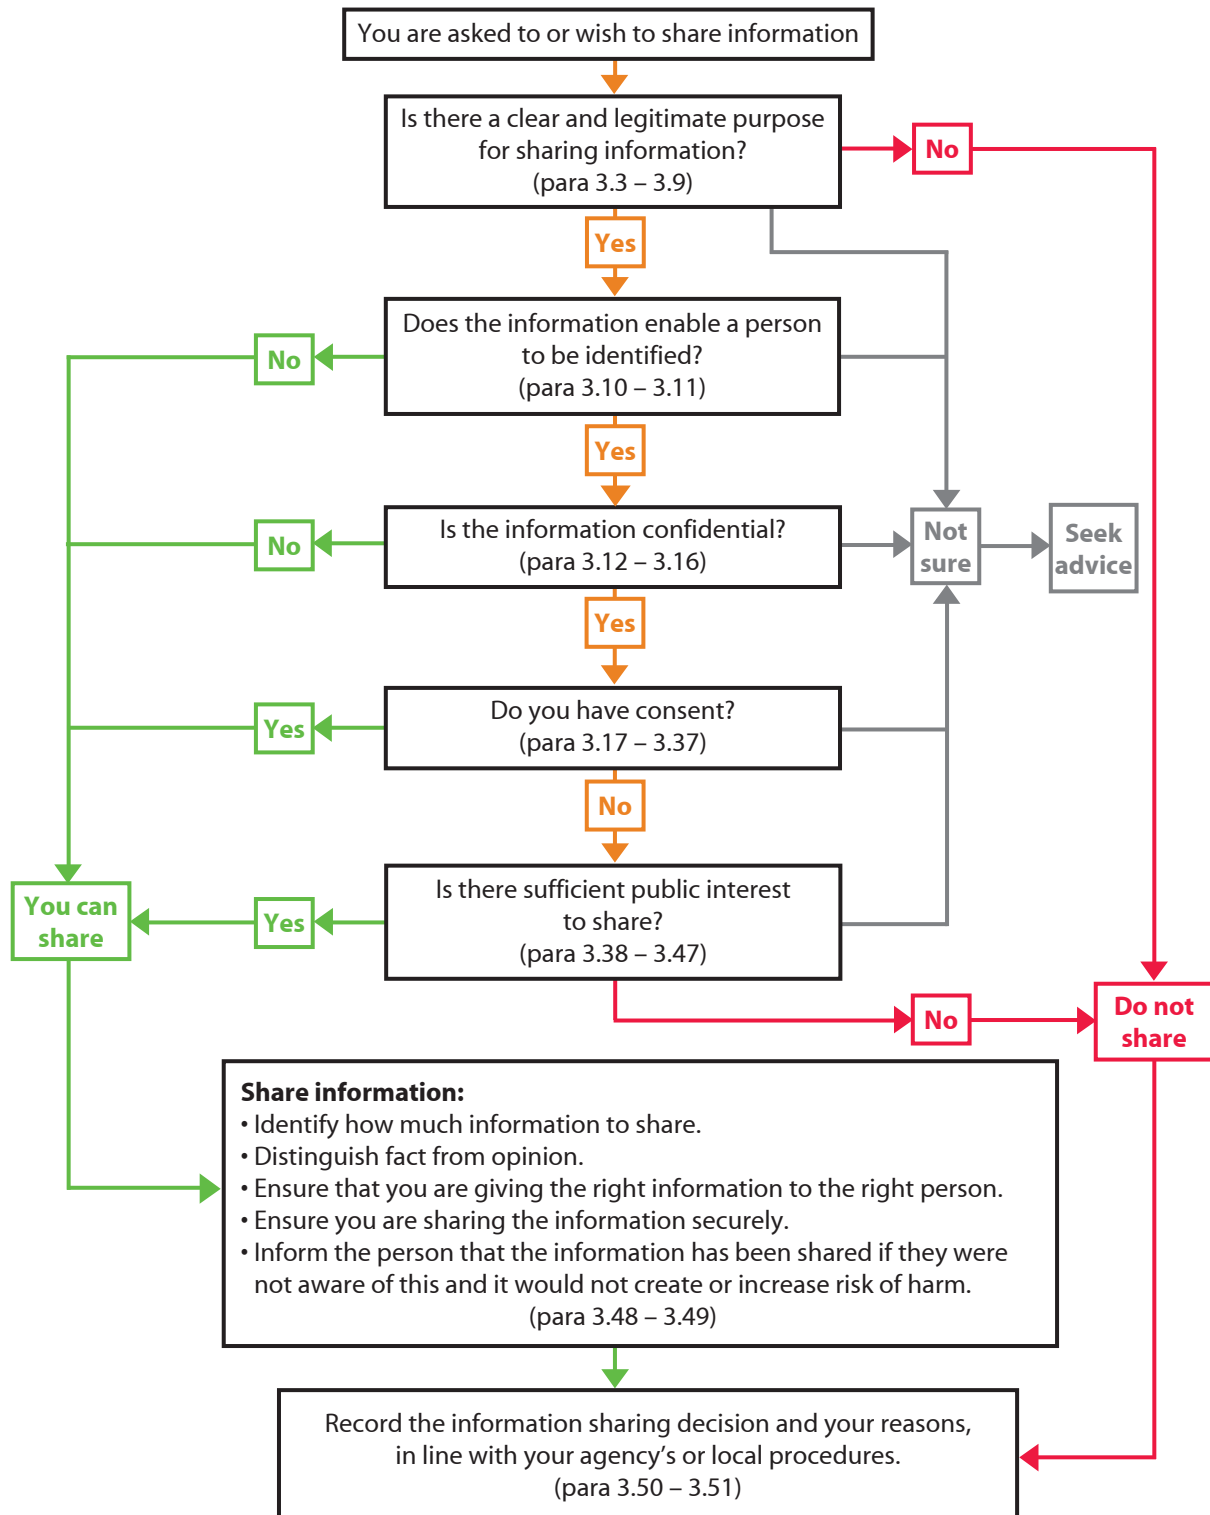 You are asked to or wish to share information
Is there a clear and legitimate purpose
for sharing information?
(para 3.3 – 3.9)
No
Yes
Does the information enable a person
to be identified?
(para 3.10 – 3.11)
No
Yes
Is the information confidential?
(para 3.12 – 3.16)
No
Not
sure
Seek
advice
Yes
Do you have consent?
(para 3.17 – 3.37)
Yes
No
Is there sufficient public interest
to share?
(para 3.38 – 3.47)
Yes
You can
share
No
Do not
share
Share information:
• Identify how much information to share.
• Distinguish fact from opinion.
• Ensure that you are giving the right information to the right person.
• Ensure you are sharing the information securely.
• Inform the person that the information has been shared if they were
not aware of this and it would not create or increase risk of harm.
(para 3.48 – 3.49)
Record the information sharing decision and your reasons,
in line with your agency’s or local procedures.
(para 3.50 – 3.51)